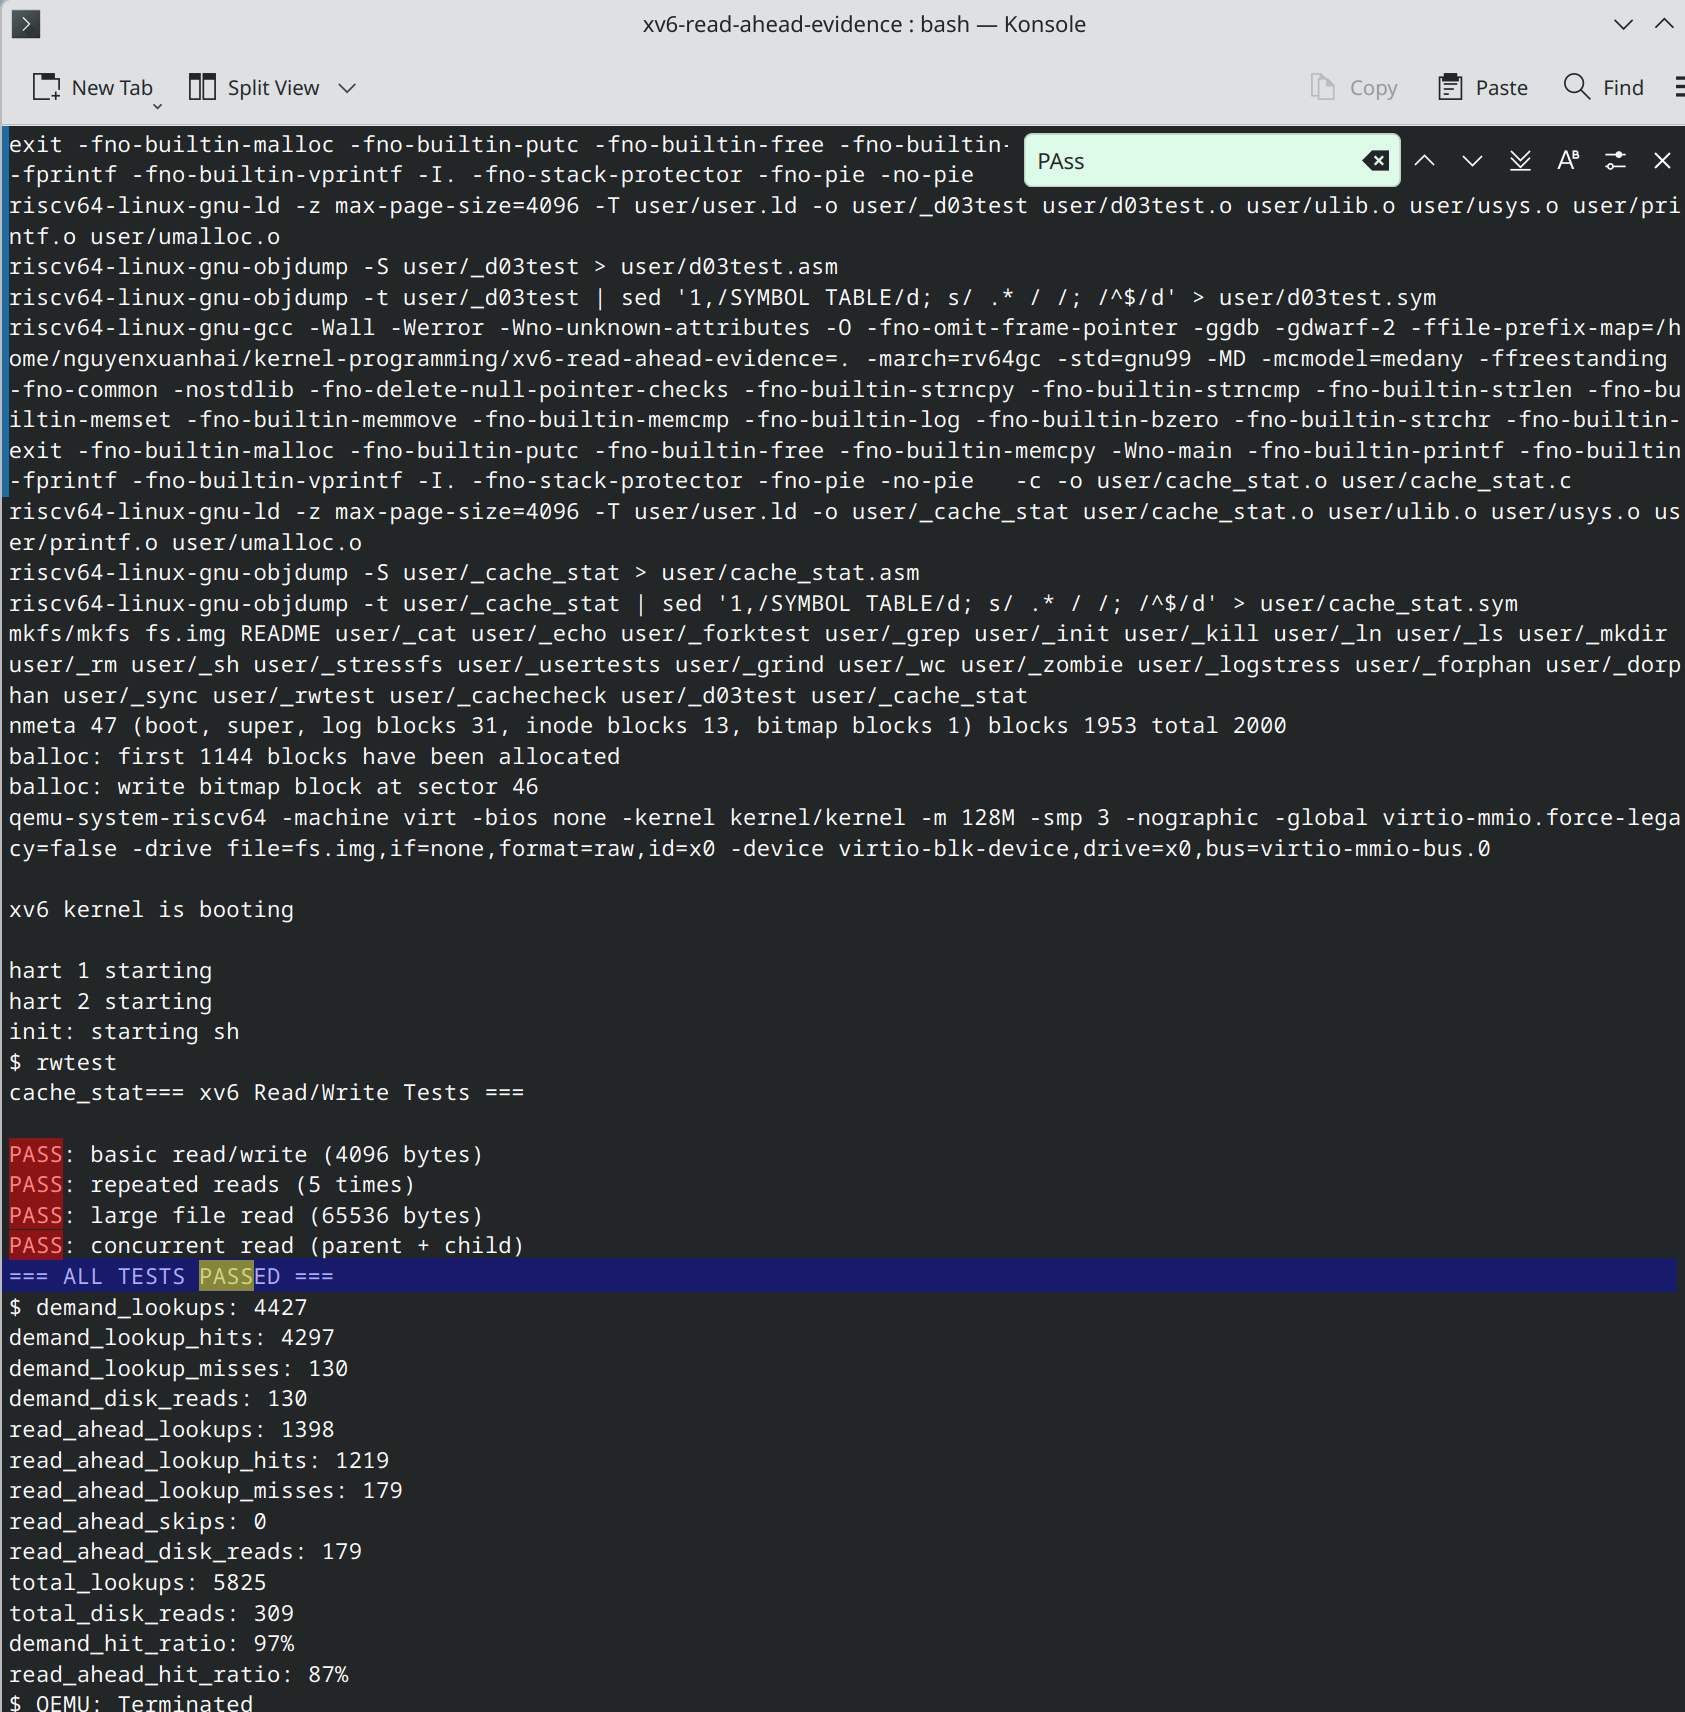 xv6-read-ahead-evidence : bash — Konsole
New Tab Split View Copy Paste Find
PAss
exit -fno-builtin-malloc -fno-builtin-putc -fno-builtin-free -fno-builtin-
-fprintf -fno-builtin-vprintf -I. -fno-stack-protector -fno-pie -no-pie
riscv64-linux-gnu-ld -z max-page-size=4096 -T user/user.ld -o user/_d03test user/d03test.o user/ulib.o user/usys.o user/pri
ntf.o user/umalloc.o
riscv64-linux-gnu-objdump -S user/_d03test > user/d03test.asm
riscv64-linux-gnu-objdump -t user/_d03test | sed '1,/SYMBOL TABLE/d; s/ .* / /; /^$/d' > user/d03test.sym
riscv64-linux-gnu-gcc -Wall -Werror -Wno-unknown-attributes -O -fno-omit-frame-pointer -ggdb -gdwarf-2 -ffile-prefix-map=/h
ome/nguyenxuanhai/kernel-programming/xv6-read-ahead-evidence=. -march=rv64gc -std=gnu99 -MD -mcmodel=medany -ffreestanding
-fno-common -nostdlib -fno-delete-null-pointer-checks -fno-builtin-strncpy -fno-builtin-strncmp -fno-builtin-strlen -fno-bu
iltin-memset -fno-builtin-memmove -fno-builtin-memcmp -fno-builtin-log -fno-builtin-bzero -fno-builtin-strchr -fno-builtin-
exit -fno-builtin-malloc -fno-builtin-putc -fno-builtin-free -fno-builtin-memcpy -Wno-main -fno-builtin-printf -fno-builtin
-fprintf -fno-builtin-vprintf -I. -fno-stack-protector -fno-pie -no-pie   -c -o user/cache_stat.o user/cache_stat.c
riscv64-linux-gnu-ld -z max-page-size=4096 -T user/user.ld -o user/_cache_stat user/cache_stat.o user/ulib.o user/usys.o us
er/printf.o user/umalloc.o
riscv64-linux-gnu-objdump -S user/_cache_stat > user/cache_stat.asm
riscv64-linux-gnu-objdump -t user/_cache_stat | sed '1,/SYMBOL TABLE/d; s/ .* / /; /^$/d' > user/cache_stat.sym
mkfs/mkfs fs.img README user/_cat user/_echo user/_forktest user/_grep user/_init user/_kill user/_ln user/_ls user/_mkdir
user/_rm user/_sh user/_stressfs user/_usertests user/_grind user/_wc user/_zombie user/_logstress user/_forphan user/_dorp
han user/_sync user/_rwtest user/_cachecheck user/_d03test user/_cache_stat
nmeta 47 (boot, super, log blocks 31, inode blocks 13, bitmap blocks 1) blocks 1953 total 2000
balloc: first 1144 blocks have been allocated
balloc: write bitmap block at sector 46
qemu-system-riscv64 -machine virt -bios none -kernel kernel/kernel -m 128M -smp 3 -nographic -global virtio-mmio.force-lega
cy=false -drive file=fs.img,if=none,format=raw,id=x0 -device virtio-blk-device,drive=x0,bus=virtio-mmio-bus.0
xv6 kernel is booting
hart 1 starting
hart 2 starting
init: starting sh
$ rwtest
cache_stat=== xv6 Read/Write Tests ===
PASS: basic read/write (4096 bytes)
PASS: repeated reads (5 times)
PASS: large file read (65536 bytes)
PASS: concurrent read (parent + child)
=== ALL TESTS PASSED ===
$ demand_lookups: 4427
demand_lookup_hits: 4297
demand_lookup_misses: 130
demand_disk_reads: 130
read_ahead_lookups: 1398
read_ahead_lookup_hits: 1219
read_ahead_lookup_misses: 179
read_ahead_skips: 0
read_ahead_disk_reads: 179
total_lookups: 5825
total_disk_reads: 309
demand_hit_ratio: 97%
read_ahead_hit_ratio: 87%
$ QEMU: Terminated